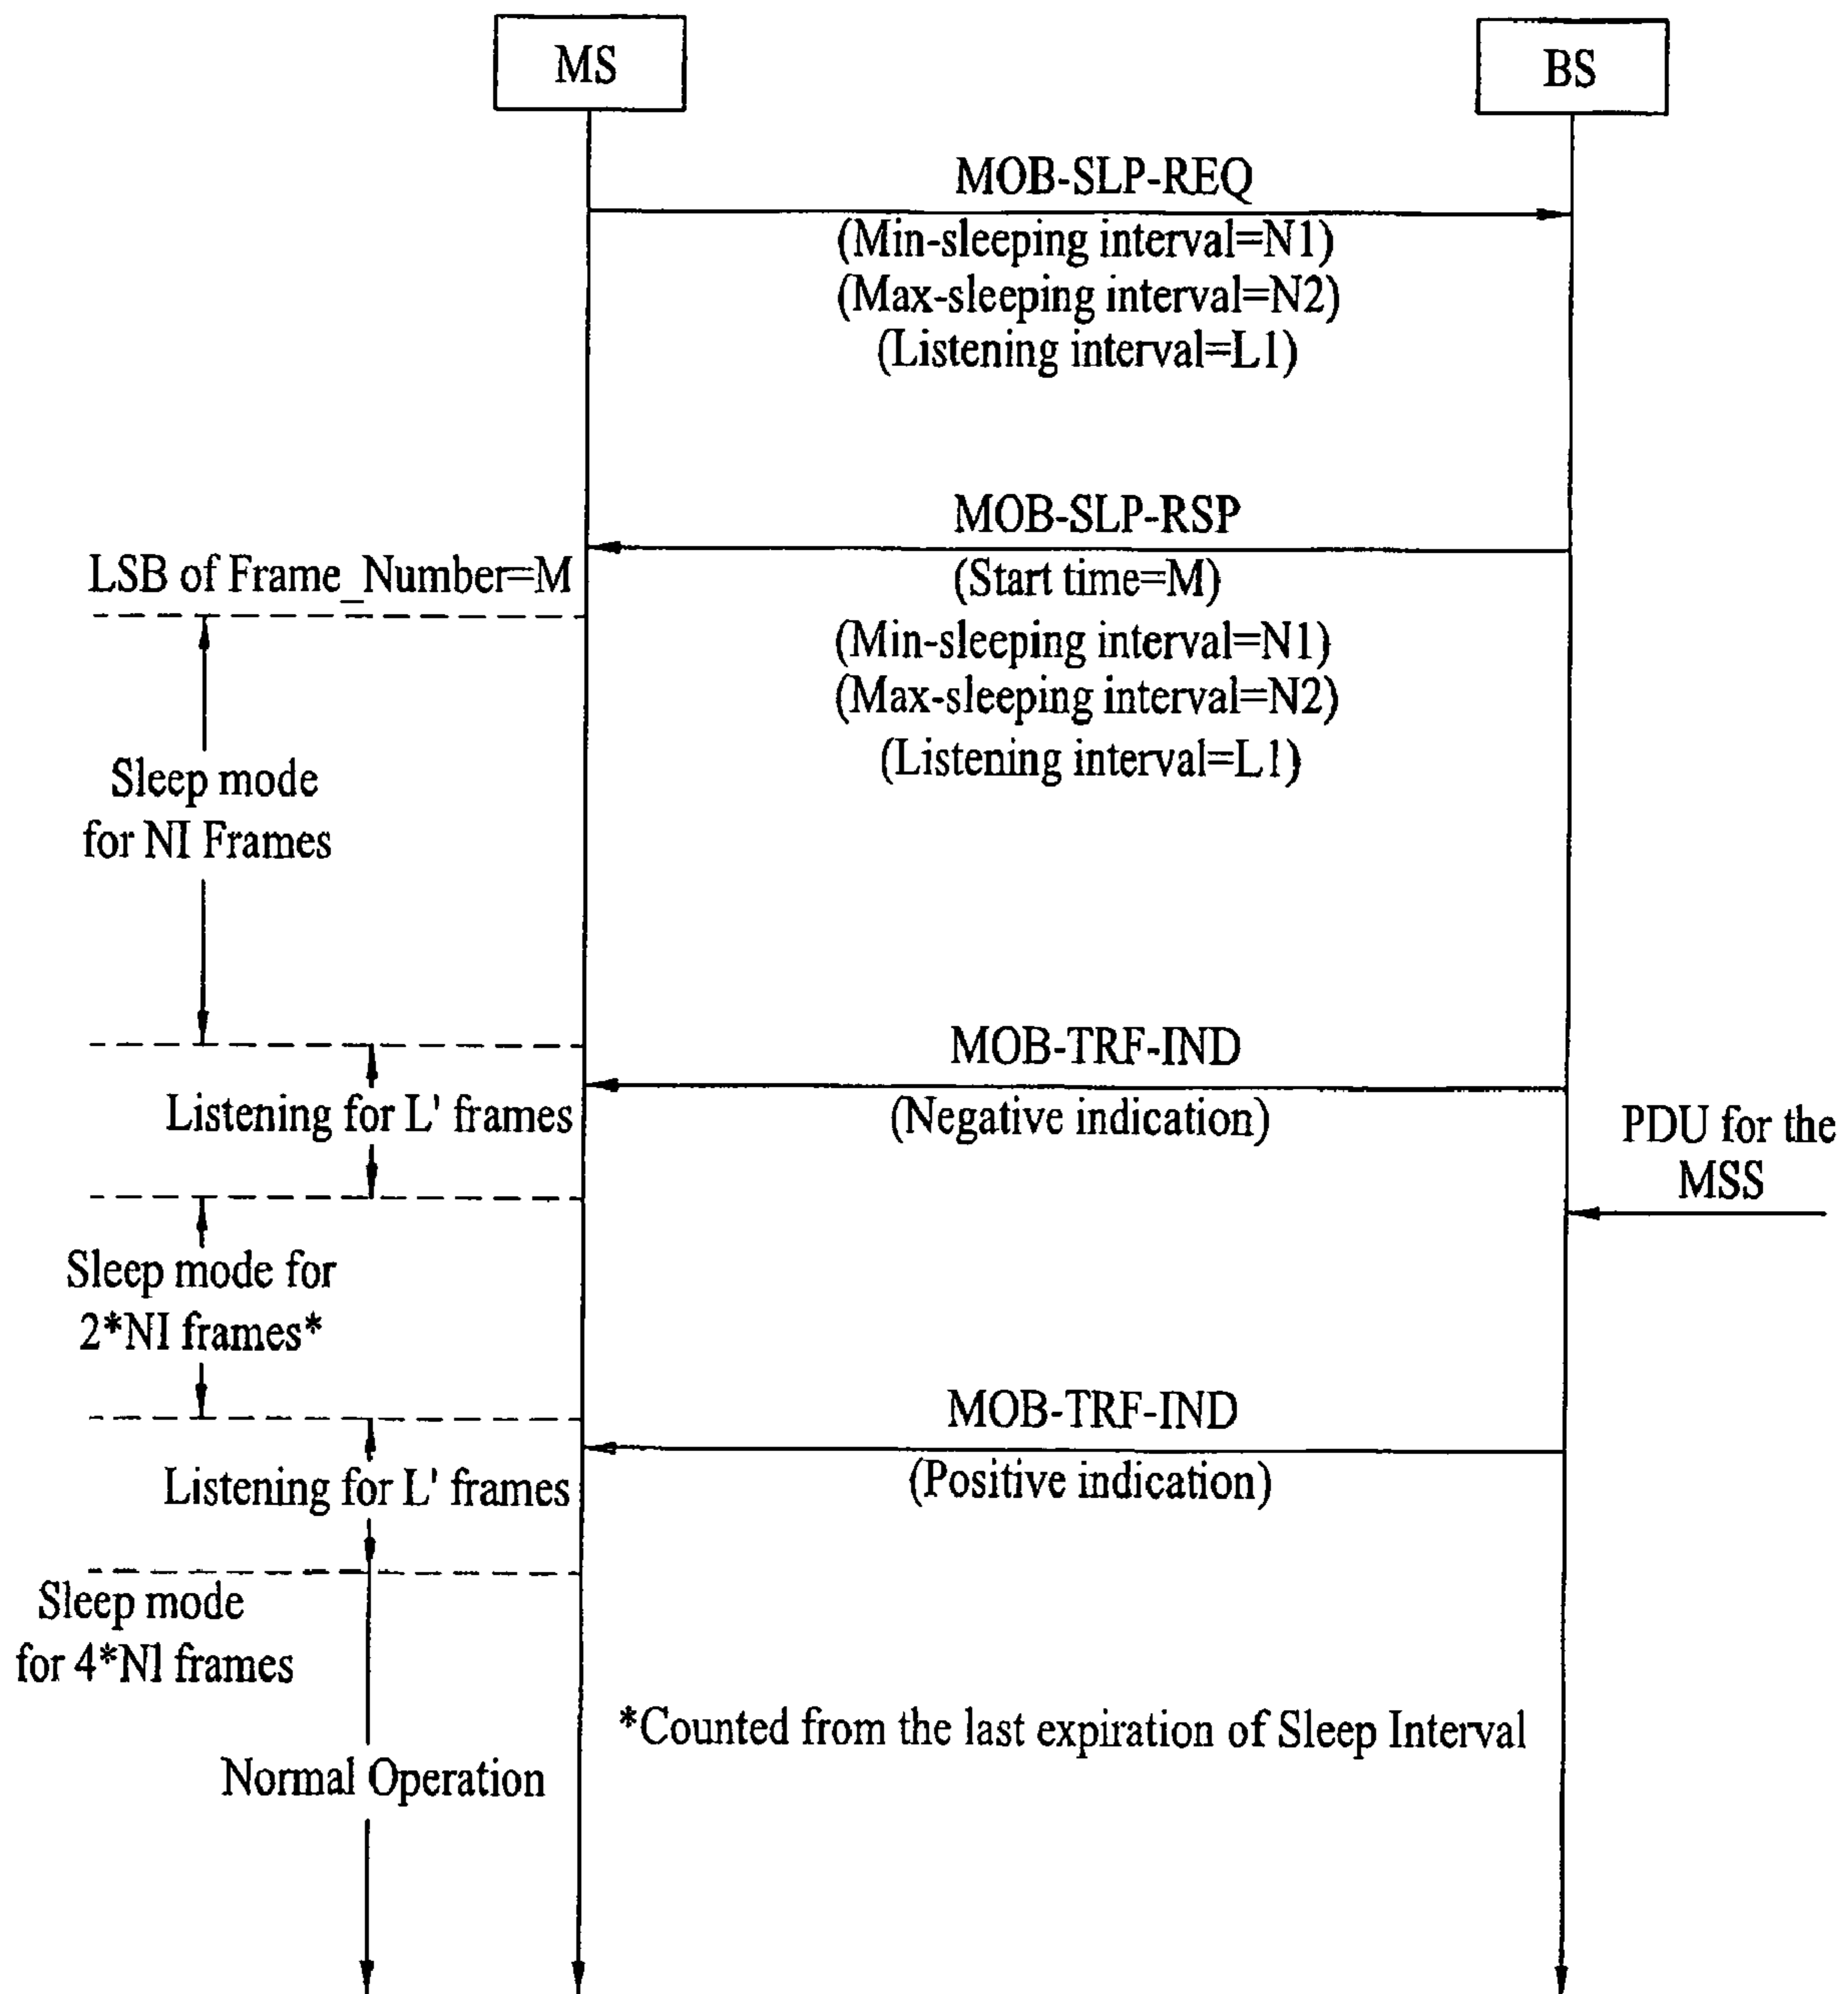 MS
BS
MOB-SLP-REQ
(Min-sleeping interval=N1)
(Max-sleeping interval=N2)
(Listening interval=L1)
MOB-SLP-RSP
LSB of Frame_Number=M
(Start time=M)
(Min-sleeping interval=N1)
(Max-sleeping interval=N2)
(Listening interval=L1)
Sleep mode
for NI Frames
MOB-TRF-IND
Listening for L' frames
(Negative indication)
PDU for the
MSS
Sleep mode for
2*NI frames*
MOB-TRF-IND
Listening for L' frames
(Positive indication)
Sleep mode
for 4*Nl frames
*Counted from the last expiration of Sleep Interval
Normal Operation